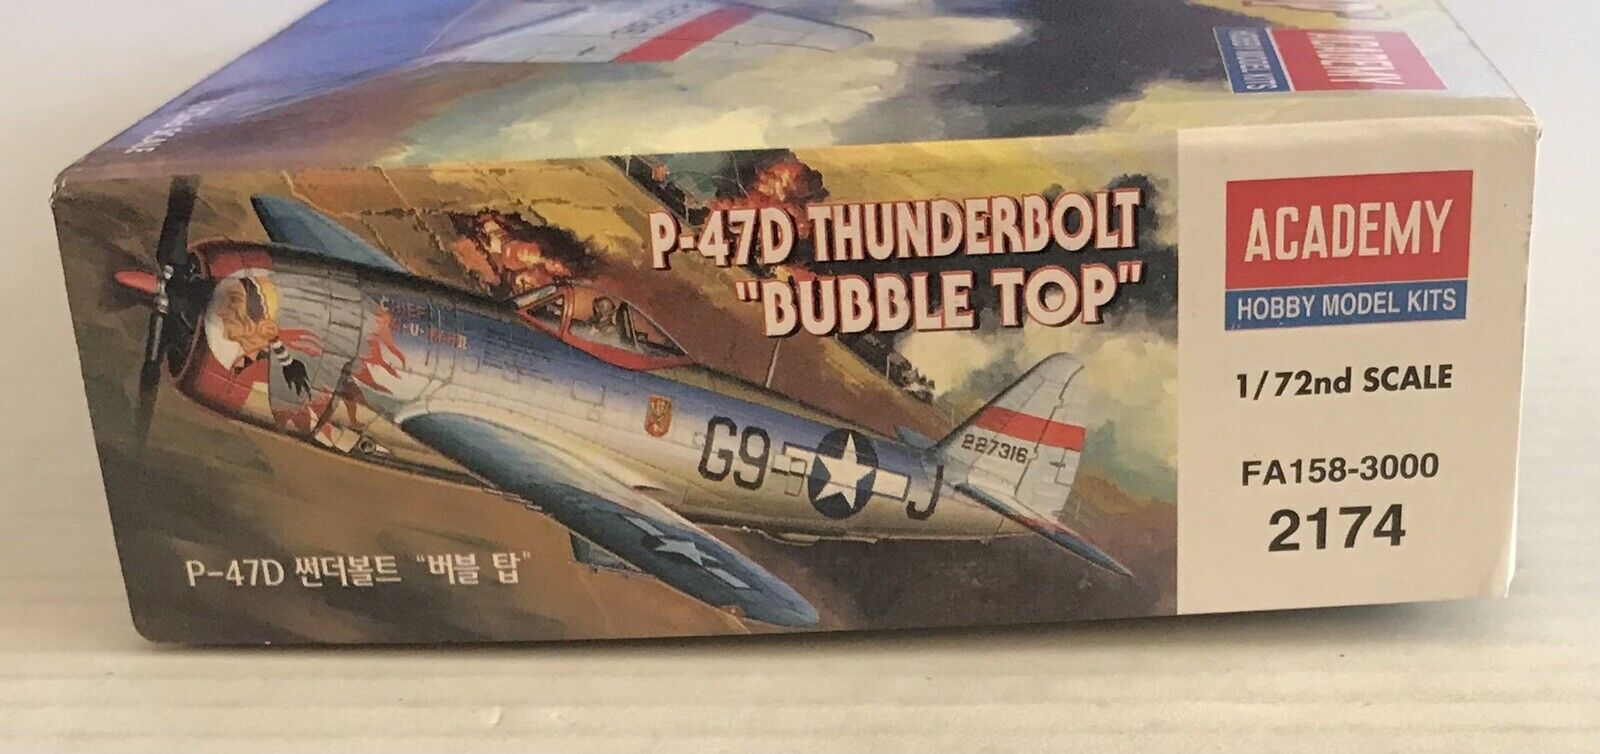 ACADEMY
HOBBY MODEL KITS
P-47D THUNDERBOLT
"BUBBLE TOP"
CHIEF
G9
J
227316
P-47D 썬더볼트 "버블 탑"
ACADEMY
HOBBY MODEL KITS
1/72nd SCALE
FA158-3000
2174